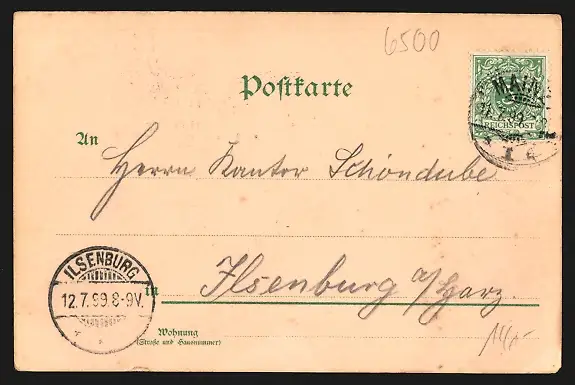 6500
Postkarte
MAINZ
REICHSPOST
An
Herrn Kantor Schöndube
ILSENBURG
12.7.99. 8-9V.
in Ilsenburg a/Harz.
Wohnung
(Straße und Hausnummer)